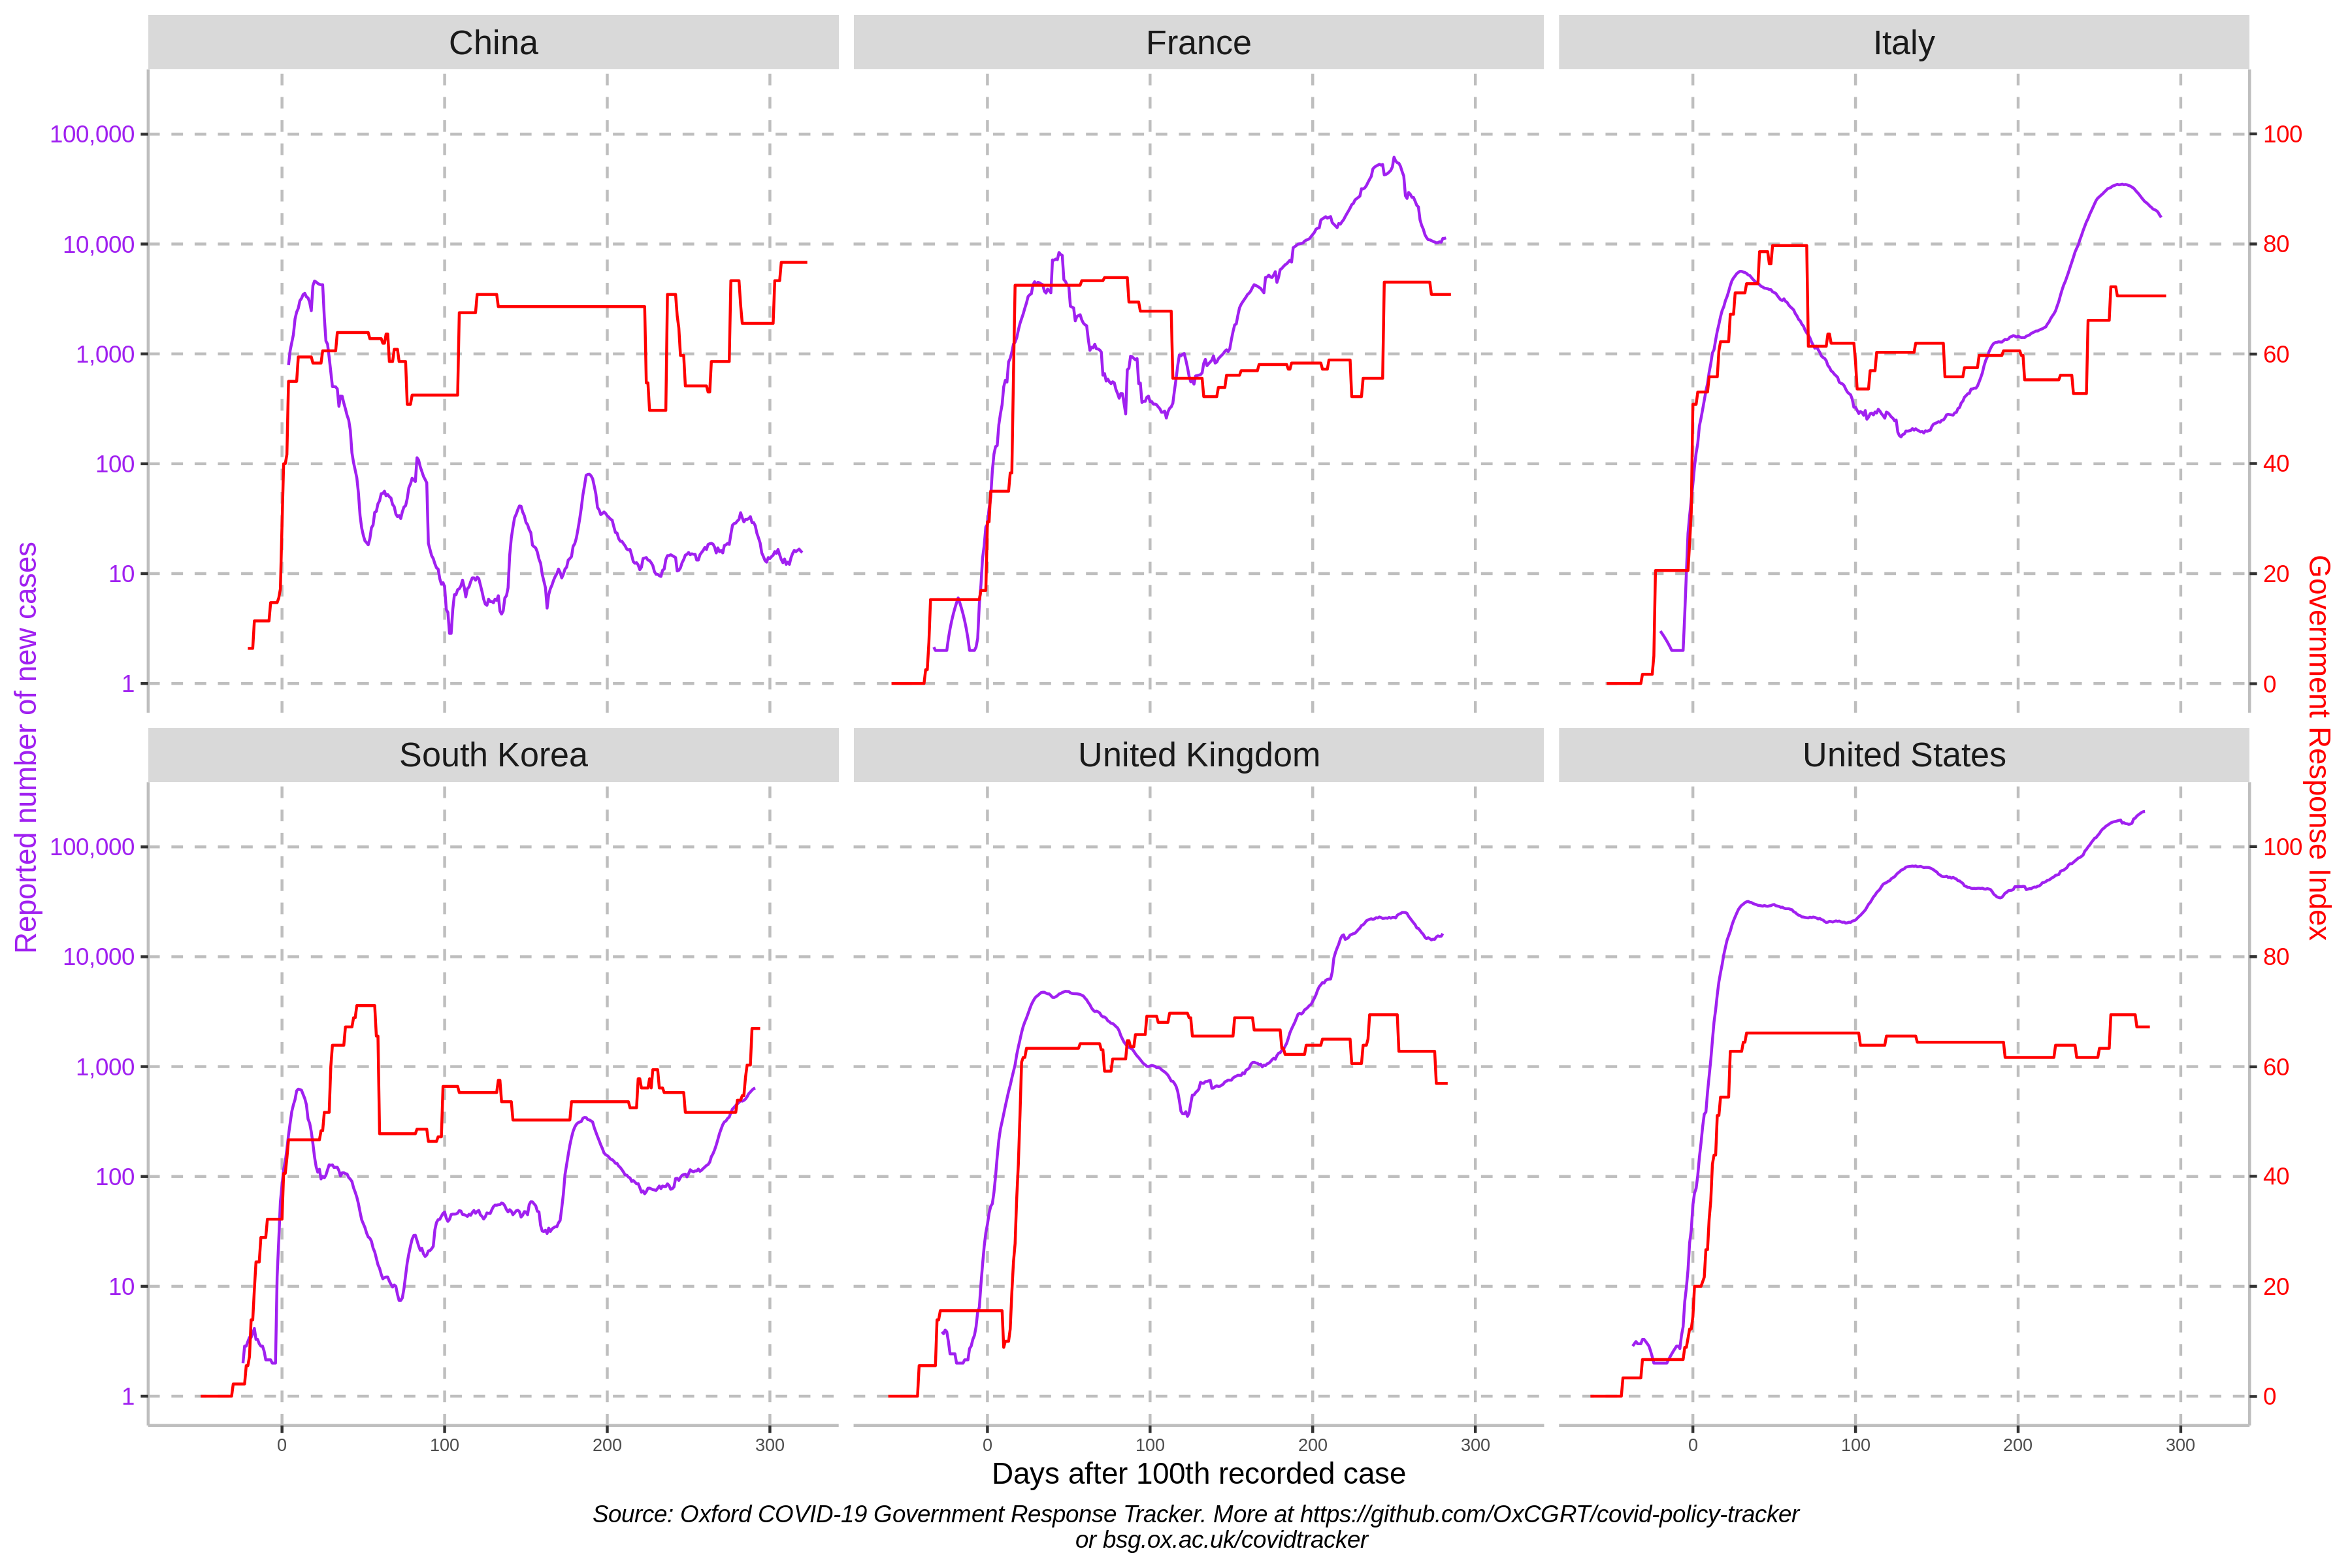 China
France
Italy
100,000
10,000
1,000
100
10
1
100
80
60
40
20
0
Reported number of new cases
Government Response Index
South Korea
United Kingdom
United States
100,000
10,000
1,000
100
10
1
100
80
60
40
20
0
0 100 200 300
0 100 200 300
0 100 200 300
Days after 100th recorded case
Source: Oxford COVID-19 Government Response Tracker. More at https://github.com/OxCGRT/covid-policy-tracker
or bsg.ox.ac.uk/covidtracker